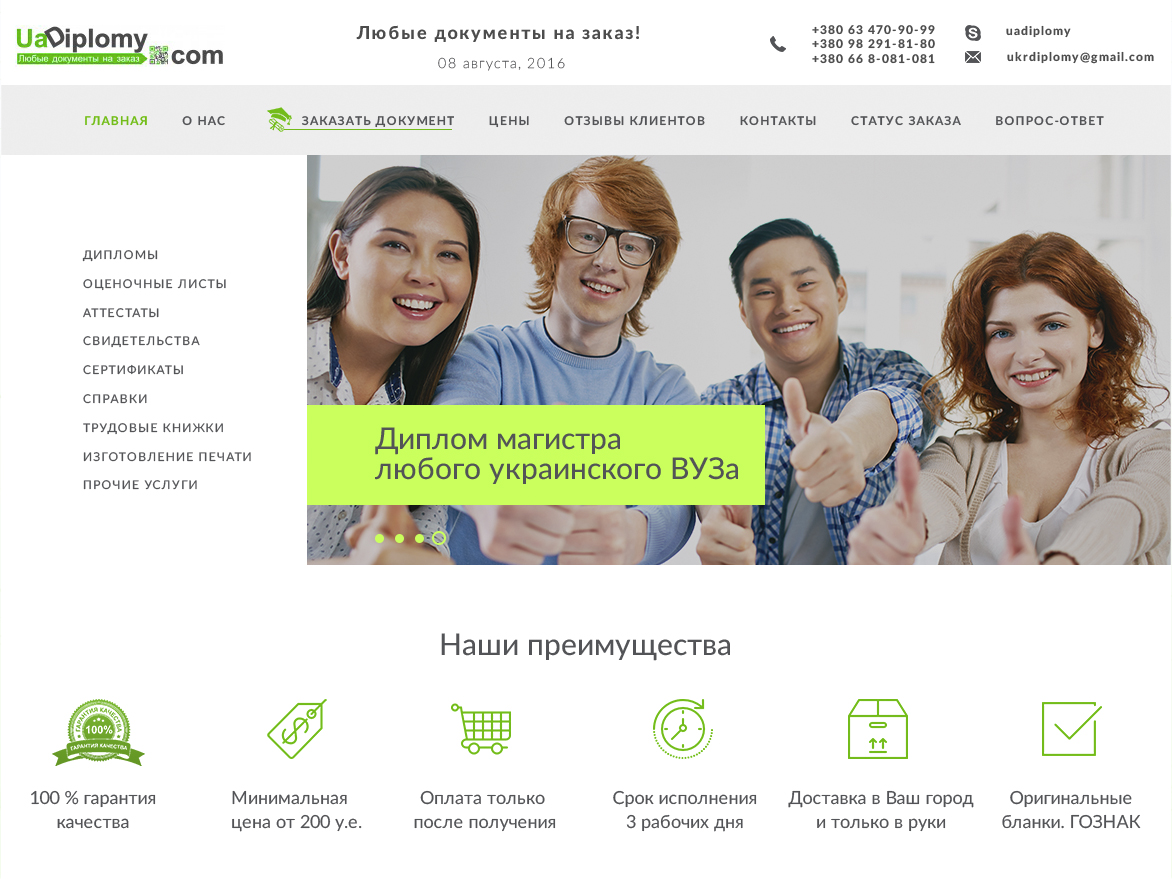 UaDiplomy
Любые документы на заказ
.com
Любые документы на заказ!
08 августа, 2016
+380 63 470-90-99
+380 98 291-81-80
+380 66 8-081-081
uadiplomy
ukrdiplomy@gmail.com
ГЛАВНАЯ О НАС ЗАКАЗАТЬ ДОКУМЕНТ ЦЕНЫ ОТЗЫВЫ КЛИЕНТОВ КОНТАКТЫ СТАТУС ЗАКАЗА ВОПРОС-ОТВЕТ
ДИПЛОМЫ
ОЦЕНОЧНЫЕ ЛИСТЫ
АТТЕСТАТЫ
СВИДЕТЕЛЬСТВА
СЕРТИФИКАТЫ
СПРАВКИ
ТРУДОВЫЕ КНИЖКИ
ИЗГОТОВЛЕНИЕ ПЕЧАТИ
ПРОЧИЕ УСЛУГИ
Диплом магистра
любого украинского ВУЗа
Наши преимущества
ГАРАНТИЯ КАЧЕСТВА
100%
ГАРАНТИЯ КАЧЕСТВА
100 % гарантия
качества
Минимальная
цена от 200 у.е.
Оплата только
после получения
Срок исполнения
3 рабочих дня
Доставка в Ваш город
и только в руки
Оригинальные
бланки. ГОЗНАК